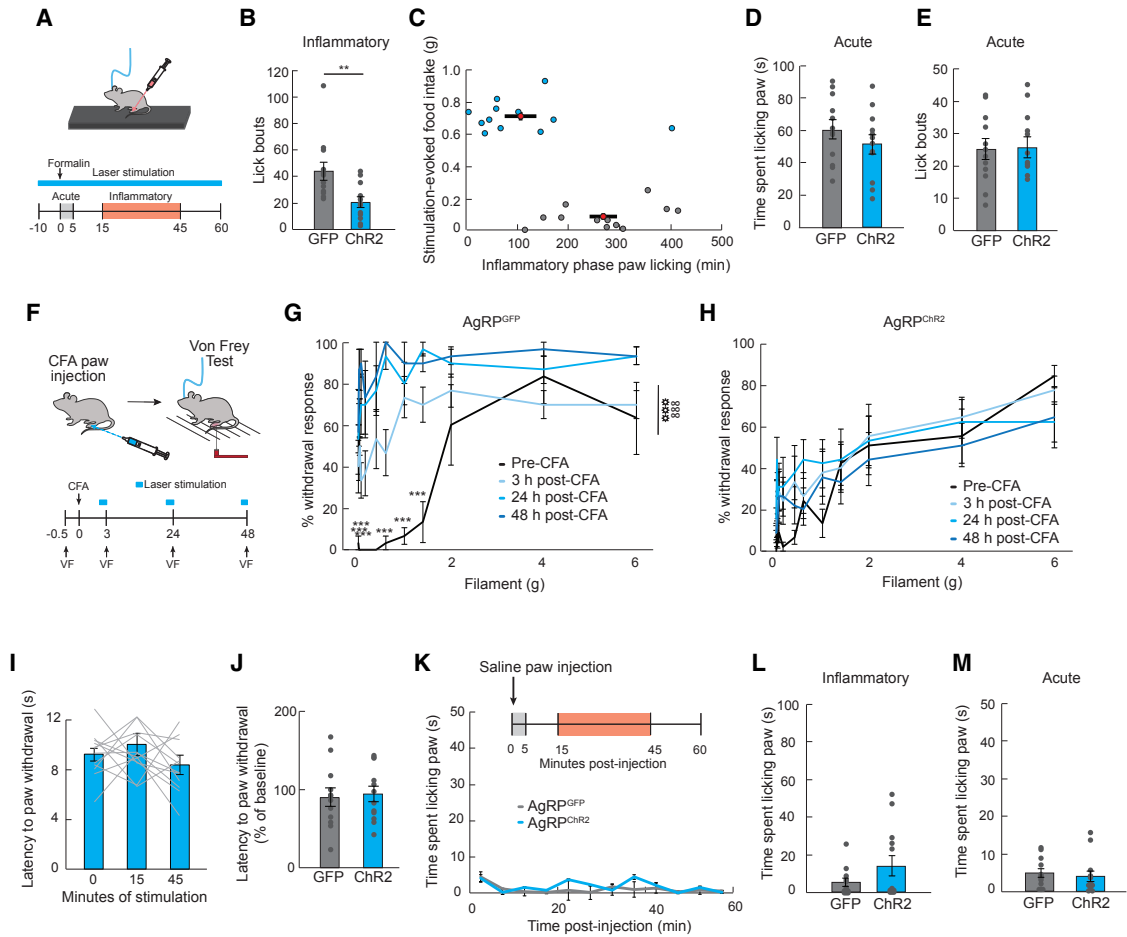 A
Formalin
Laser stimulation
Acute
Inflammatory
-10 0 5 15 45 60
B
Inflammatory
**
Lick bouts
120
100
80
60
40
20
0
GFP ChR2
C
Stimulation-evoked food intake (g)
1.0
0.8
0.6
0.4
0.2
0
0 100 200 300 400 500
Inflammatory phase paw licking (min)
D
Acute
Time spent licking paw (s)
100
80
60
40
20
0
GFP ChR2
E
Acute
Lick bouts
50
40
30
20
10
0
GFP ChR2
F
CFA paw
injection
Von Frey
Test
CFA
Laser stimulation
-0.5 0 3 24 48
VF VF VF VF
G
AgRPGFP
% withdrawal response
100
80
60
40
20
0
***
***
***
***
***
***
Pre-CFA
3 h post-CFA
24 h post-CFA
48 h post-CFA
0 2 4 6
Filament (g)
H
AgRPChR2
% withdrawal response
100
80
60
40
20
0
Pre-CFA
3 h post-CFA
24 h post-CFA
48 h post-CFA
0 2 4 6
Filament (g)
I
Latency to paw withdrawal (s)
12
9
6
3
0
0 15 45
Minutes of stimulation
J
Latency to paw withdrawal
(% of baseline)
200
100
0
GFP ChR2
K
Saline paw injection
0 5 15 45 60
Minutes post-injection
Time spent licking paw (s)
50
40
30
20
10
0
AgRPGFP
AgRPChR2
0 20 40 60
Time post-injection (min)
L
Inflammatory
Time spent licking paw (s)
100
80
60
40
20
0
GFP ChR2
M
Acute
Time spent licking paw (s)
50
40
30
20
10
0
GFP ChR2